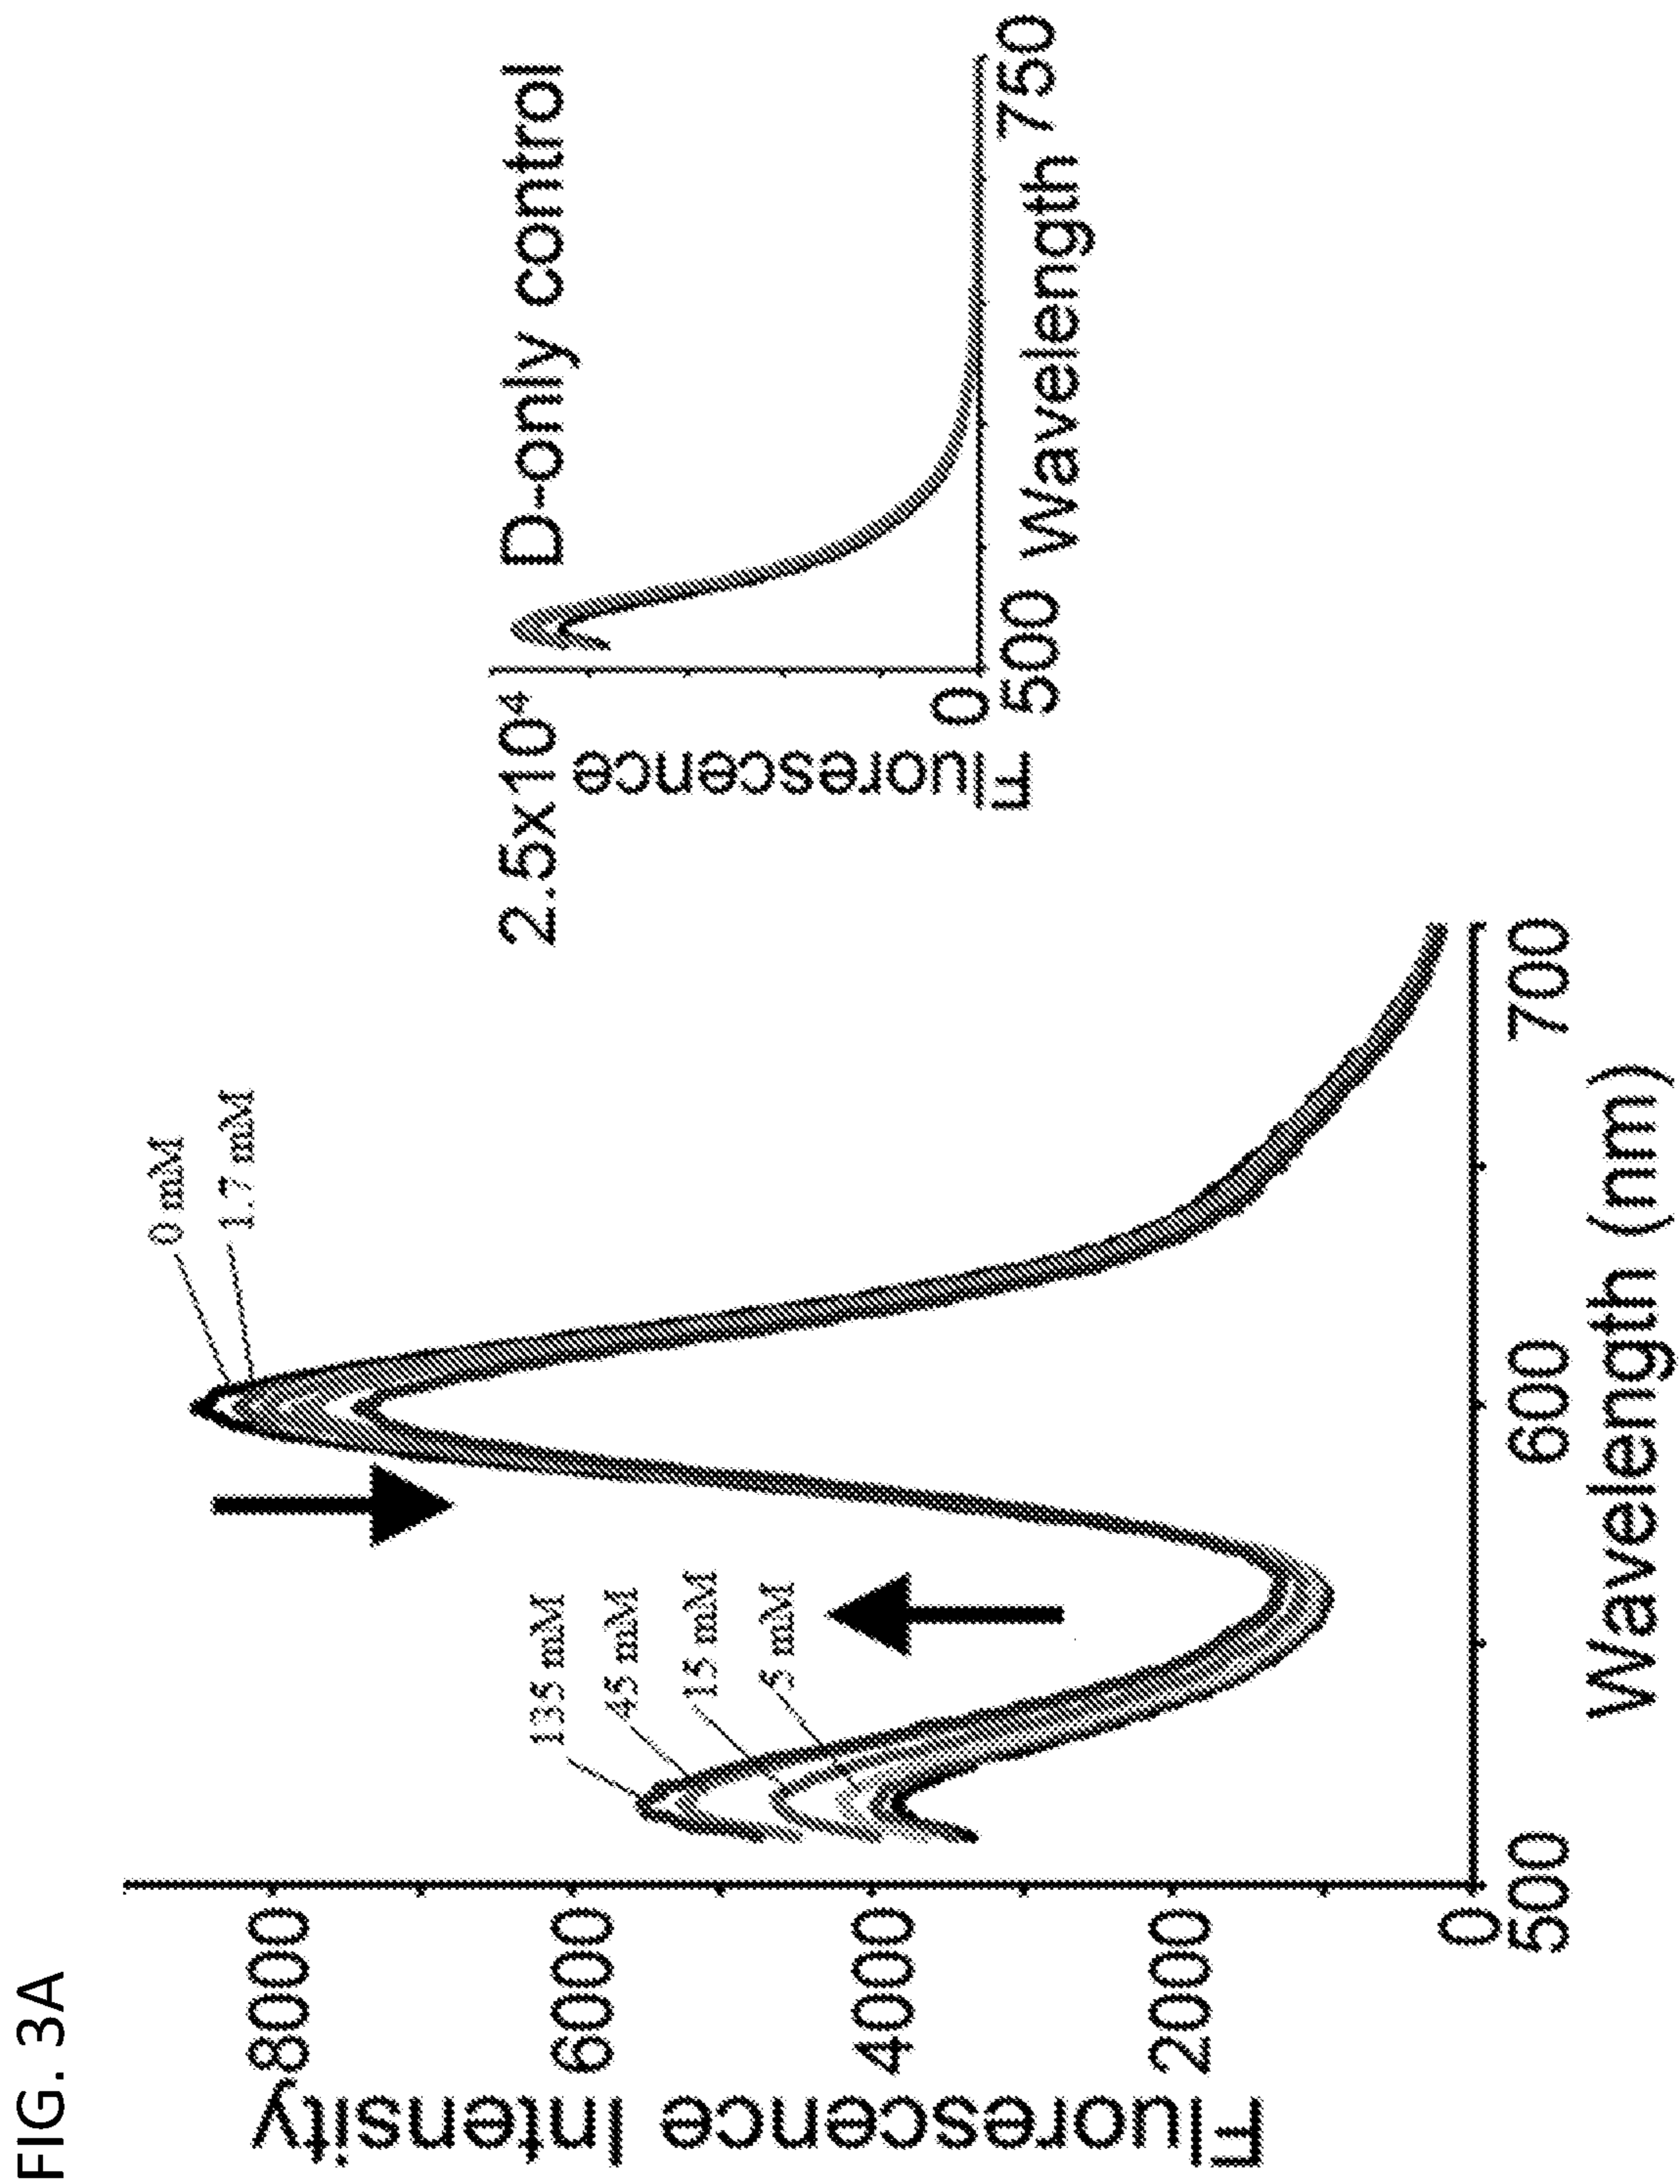 FIG. 3A
Fluorescence Intensity
8000
6000
4000
2000
0
500
600
700
Wavelength (nm)
0 mM
1.7 mM
135 mM
45 mM
15 mM
5 mM
D-only control
2.5x10⁴
Fluorescence
0
500 Wavelength 750